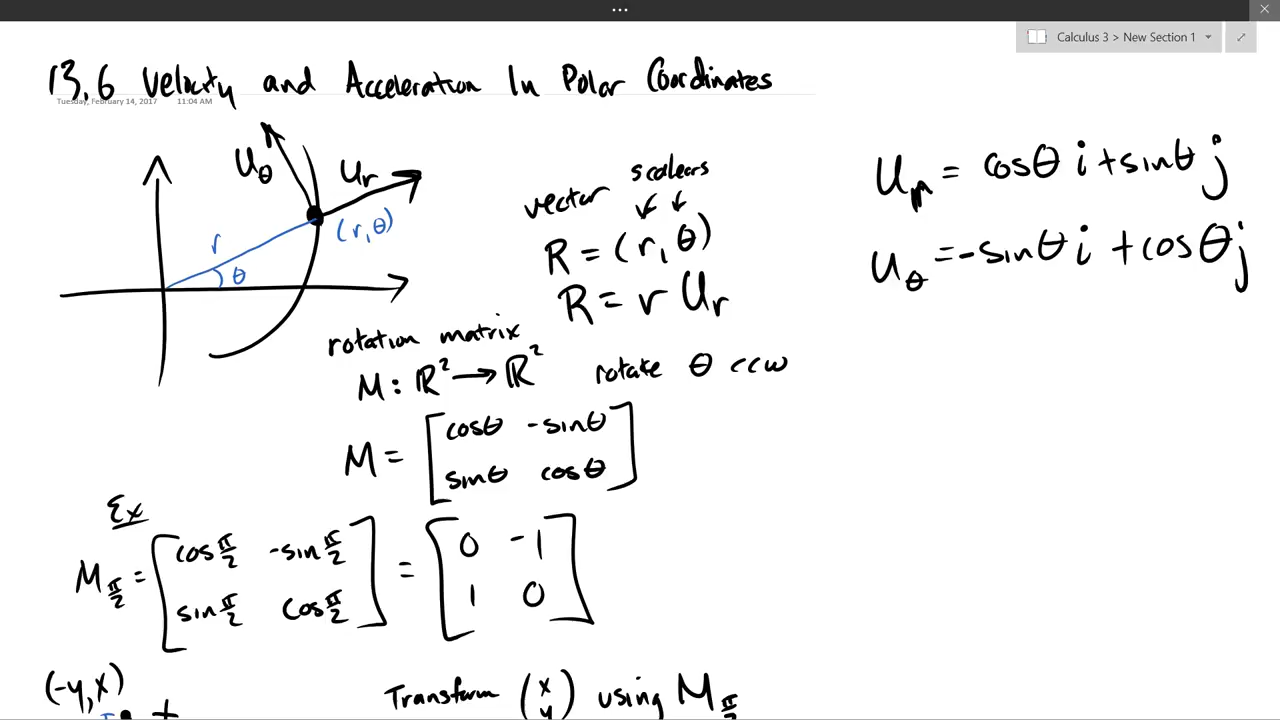 Calculus 3 > New Section 1
13.6 Velocity and Acceleration In Polar Coordinates
Tuesday, February 14, 2017 11:04 AM
Uθ
Ur
(r, θ)
r
θ
vector scalers
R = (r, θ)
R = r Ur
Ur = cosθ i + sinθ j
Uθ = -sinθ i + cosθ j
rotation matrix
M : ℝ² → ℝ² rotate θ ccw
M = [cosθ -sinθ
sinθ cosθ]
Ex
M π/2 = [cos π/2 -sin π/2
sin π/2 cos π/2] = [0 -1
1 0]
(-y, x)
Transform (x
y) using M π/2